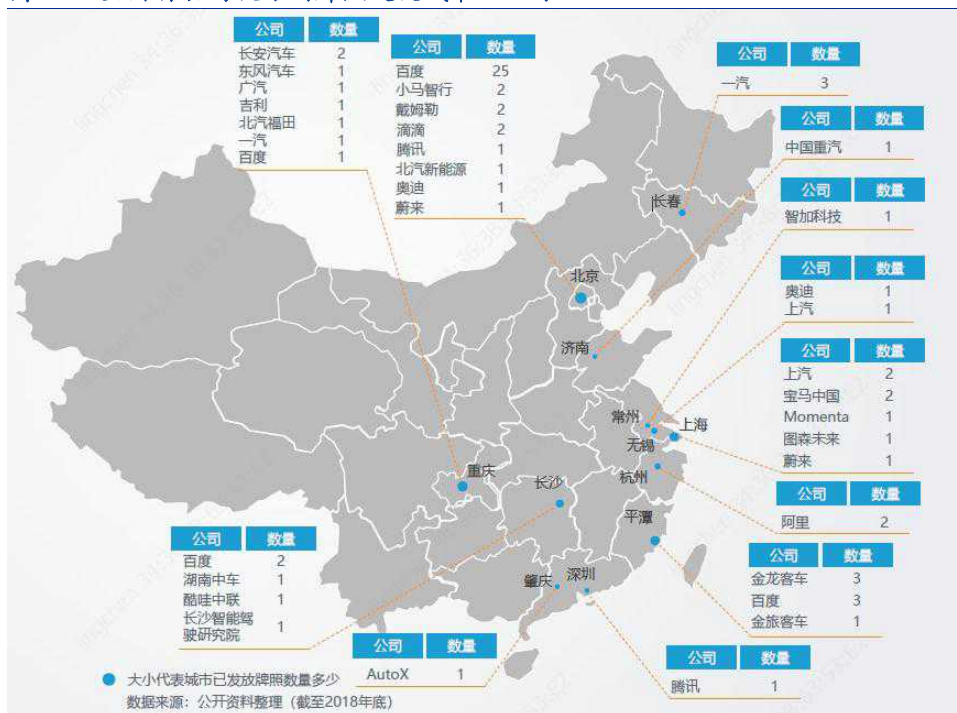 公司 数量
长安汽车 2
东风汽车 1
广汽 1
吉利 1
北汽福田 1
一汽 1
百度 1
公司 数量
百度 25
小马智行 2
戴姆勒 2
滴滴 2
腾讯 1
北汽新能源 1
奥迪 1
蔚来 1
公司 数量
一汽 3
公司 数量
中国重汽 1
公司 数量
智加科技 1
公司 数量
奥迪 1
上汽 1
公司 数量
上汽 2
宝马中国 2
Momenta 1
图森未来 1
蔚来 1
公司 数量
阿里 2
公司 数量
金龙客车 3
百度 3
金旅客车 1
公司 数量
腾讯 1
公司 数量
AutoX 1
公司 数量
百度 2
湖南中车 1
酷哇中联 1
长沙智能驾
驶研究院 1
长春
北京
济南
常州
上海
无锡
杭州
重庆
长沙
平潭
肇庆
深圳
大小代表城市已发放牌照数量多少
数据来源：公开资料整理（截至2018年底）